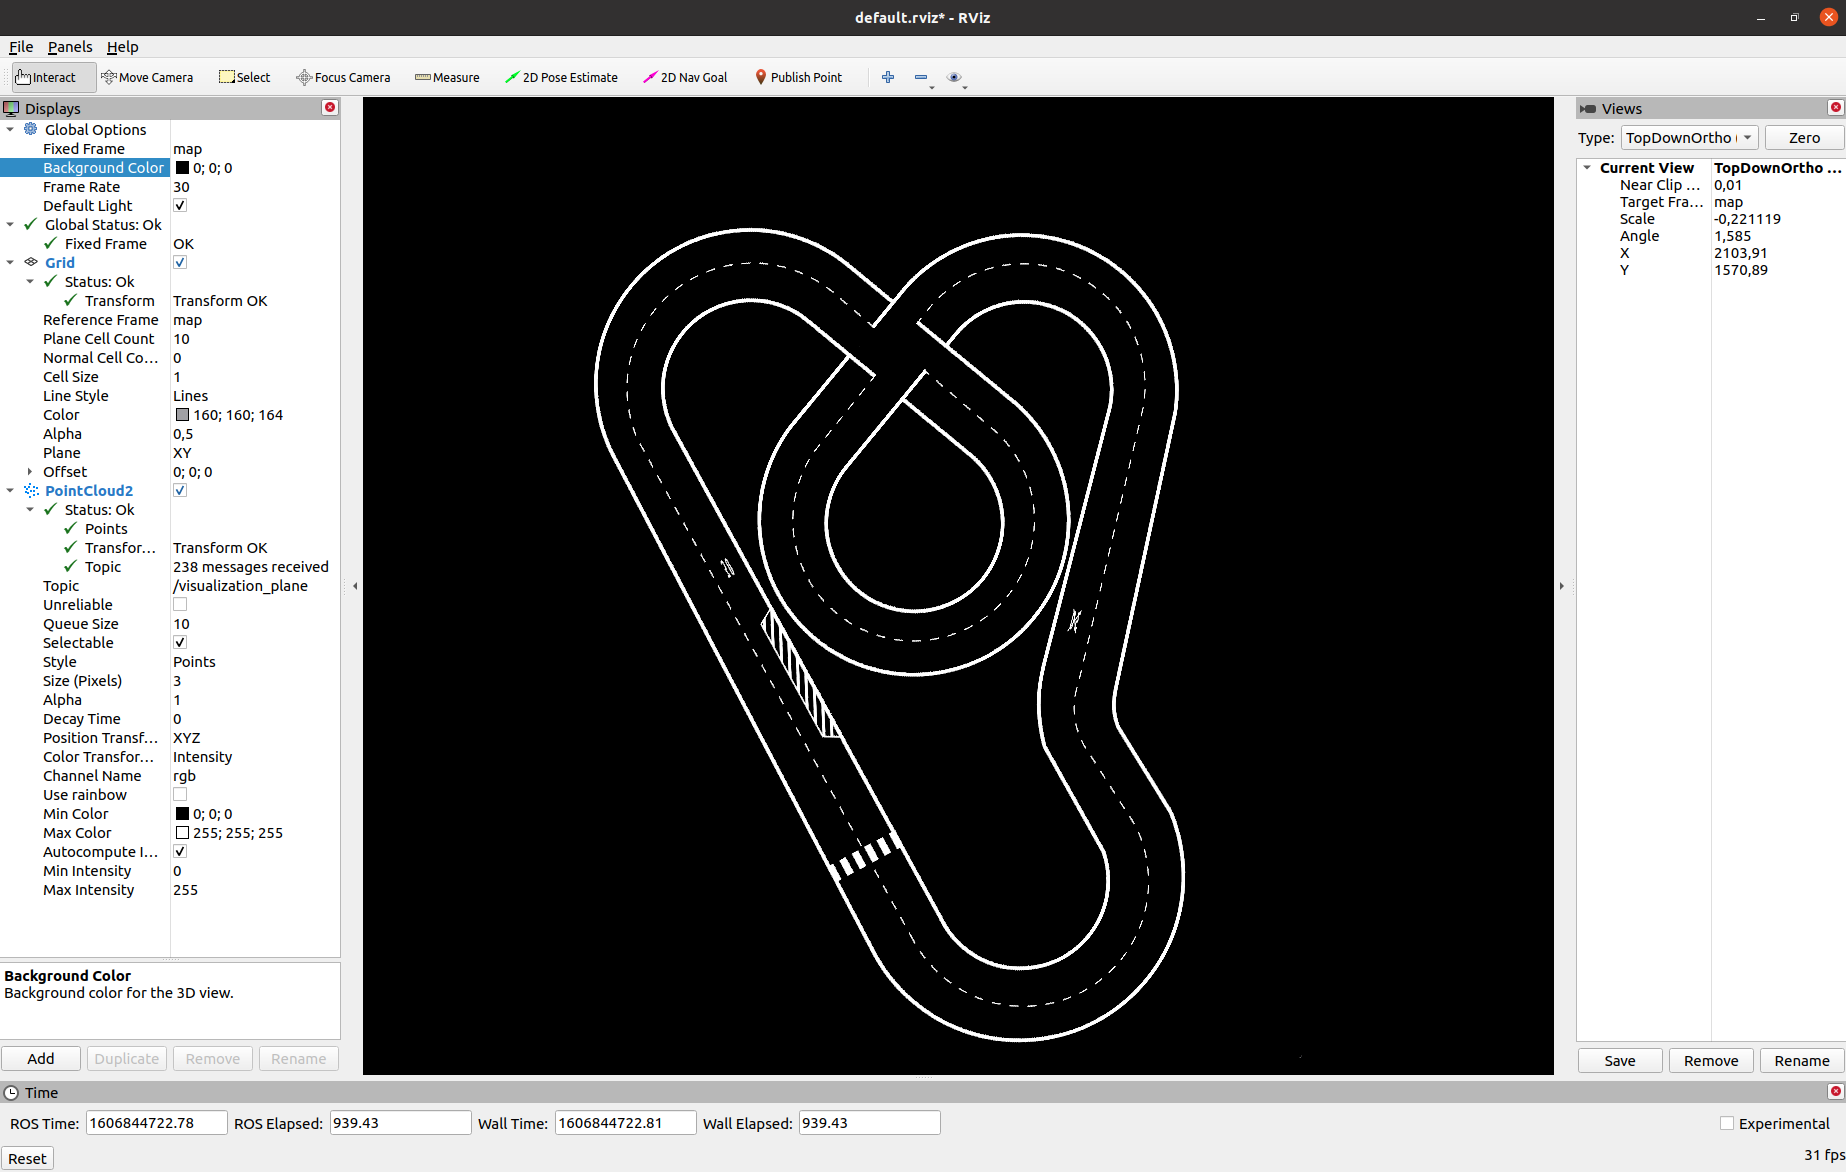 default.rviz* - RViz
File Panels Help
Interact Move Camera Select Focus Camera Measure 2D Pose Estimate 2D Nav Goal Publish Point
Displays
Global Options
Fixed Frame map
Background Color 0; 0; 0
Frame Rate 30
Default Light
Global Status: Ok
Fixed Frame OK
Grid
Status: Ok
Transform Transform OK
Reference Frame map
Plane Cell Count 10
Normal Cell Co... 0
Cell Size 1
Line Style Lines
Color 160; 160; 164
Alpha 0,5
Plane XY
Offset 0; 0; 0
PointCloud2
Status: Ok
Points
Transfor... Transform OK
Topic 238 messages received
Topic /visualization_plane
Unreliable
Queue Size 10
Selectable
Style Points
Size (Pixels) 3
Alpha 1
Decay Time 0
Position Transf... XYZ
Color Transfor... Intensity
Channel Name rgb
Use rainbow
Min Color 0; 0; 0
Max Color 255; 255; 255
Autocompute I...
Min Intensity 0
Max Intensity 255
Background Color
Background color for the 3D view.
Add Duplicate Remove Rename
Views
Type: TopDownOrtho Zero
Current View TopDownOrtho ...
Near Clip ... 0,01
Target Fra... map
Scale -0,221119
Angle 1,585
X 2103,91
Y 1570,89
Save Remove Rename
Time
ROS Time: 1606844722.78 ROS Elapsed: 939.43 Wall Time: 1606844722.81 Wall Elapsed: 939.43 Experimental
Reset 31 fps